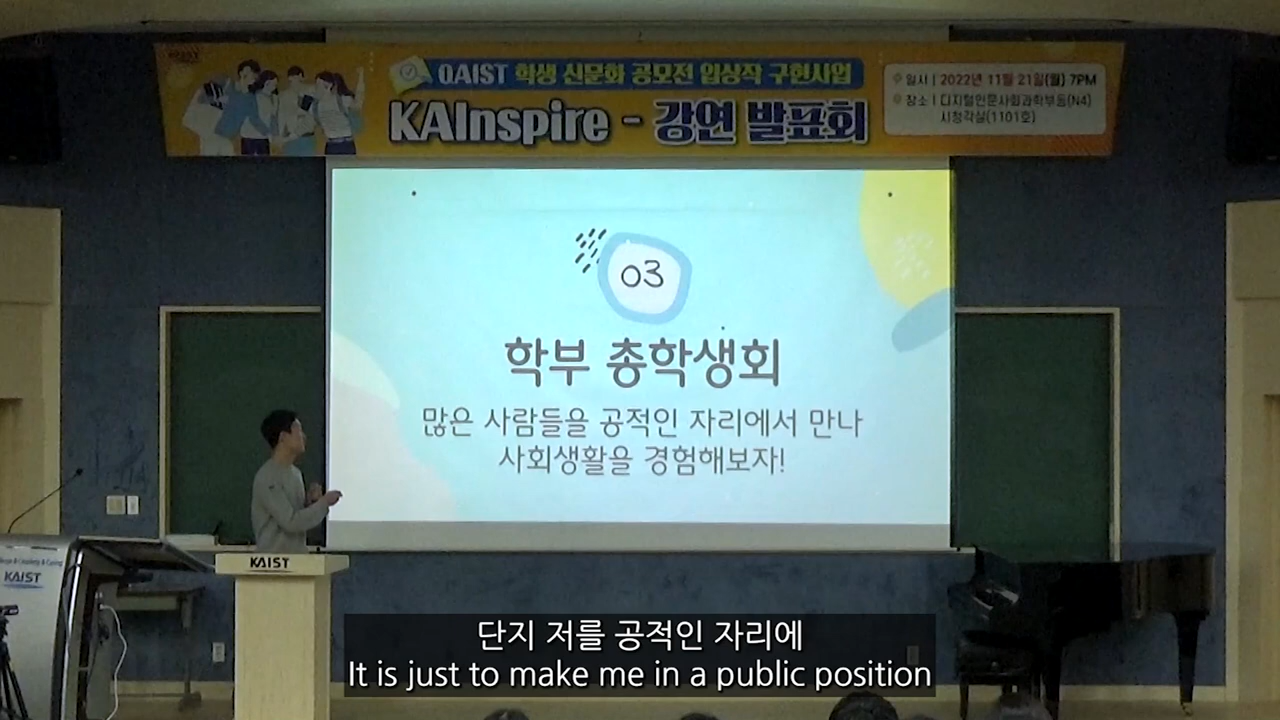 QAIST 학생 신문화 공모전 입상작 구현사업
KAInspire - 강연 발표회
일시 | 2022년 11월 21일(월) 7PM
장소 | 디지털인문사회과학부동(N4)
시청각실(1101호)
03
학부 총학생회
많은 사람들을 공적인 자리에서 만나
사회생활을 경험해보자!
KAIST
KAIST
단지 저를 공적인 자리에
It is just to make me in a public position